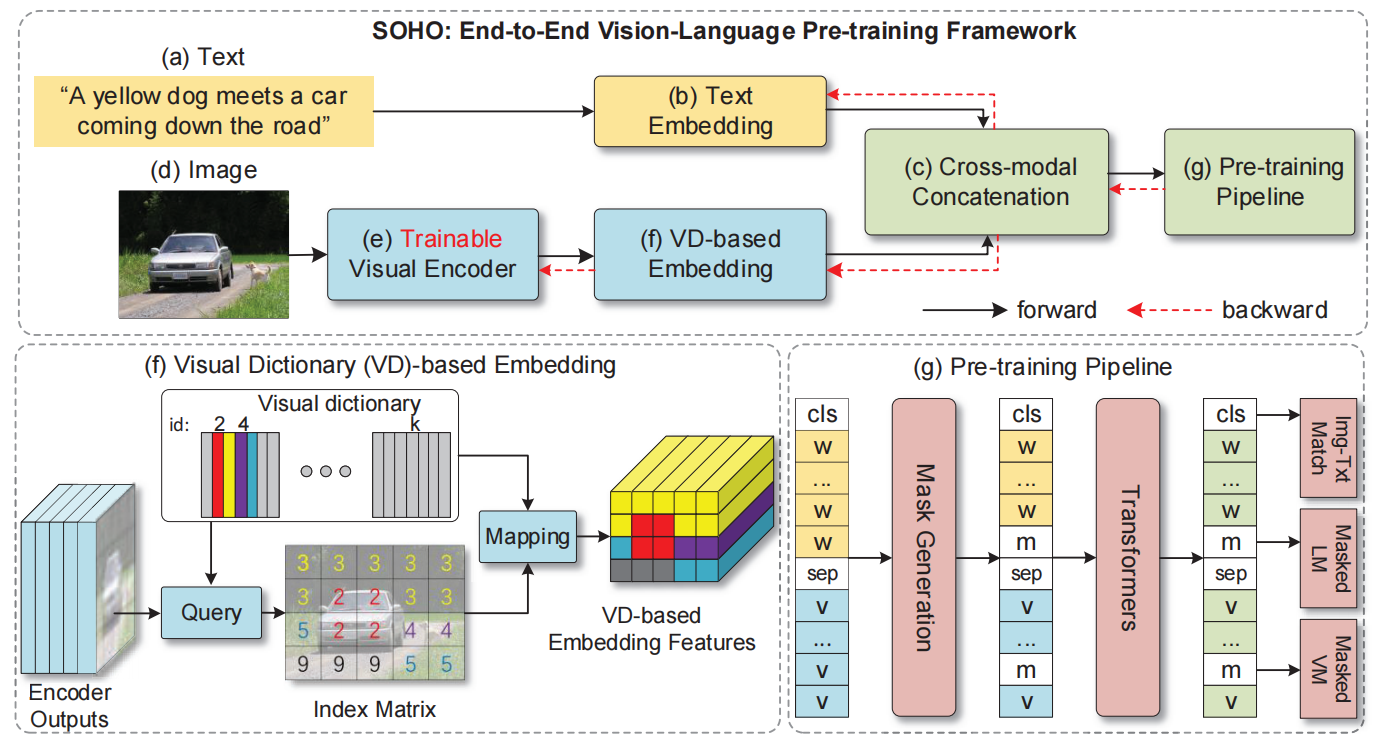 SOHO: End-to-End Vision-Language Pre-training Framework
(a) Text
“A yellow dog meets a car
coming down the road”
(b) Text
Embedding
(c) Cross-modal
Concatenation
(g) Pre-training
Pipeline
(d) Image
(e) Trainable
Visual Encoder
(f) VD-based
Embedding
forward
backward
(f) Visual Dictionary (VD)-based Embedding
Visual dictionary
id: 2 4 k
Encoder
Outputs
Query
3 3 3 3 3
3 2 2 3 3
5 2 2 4 4
9 9 9 5 5
Index Matrix
Mapping
VD-based
Embedding Features
(g) Pre-training Pipeline
cls
w
...
w
w
sep
v
...
v
v
Mask Generation
cls
w
...
w
m
sep
v
...
m
v
Transformers
cls
w
...
w
m
sep
v
...
m
v
Img-Txt
Match
Masked
LM
Masked
VM